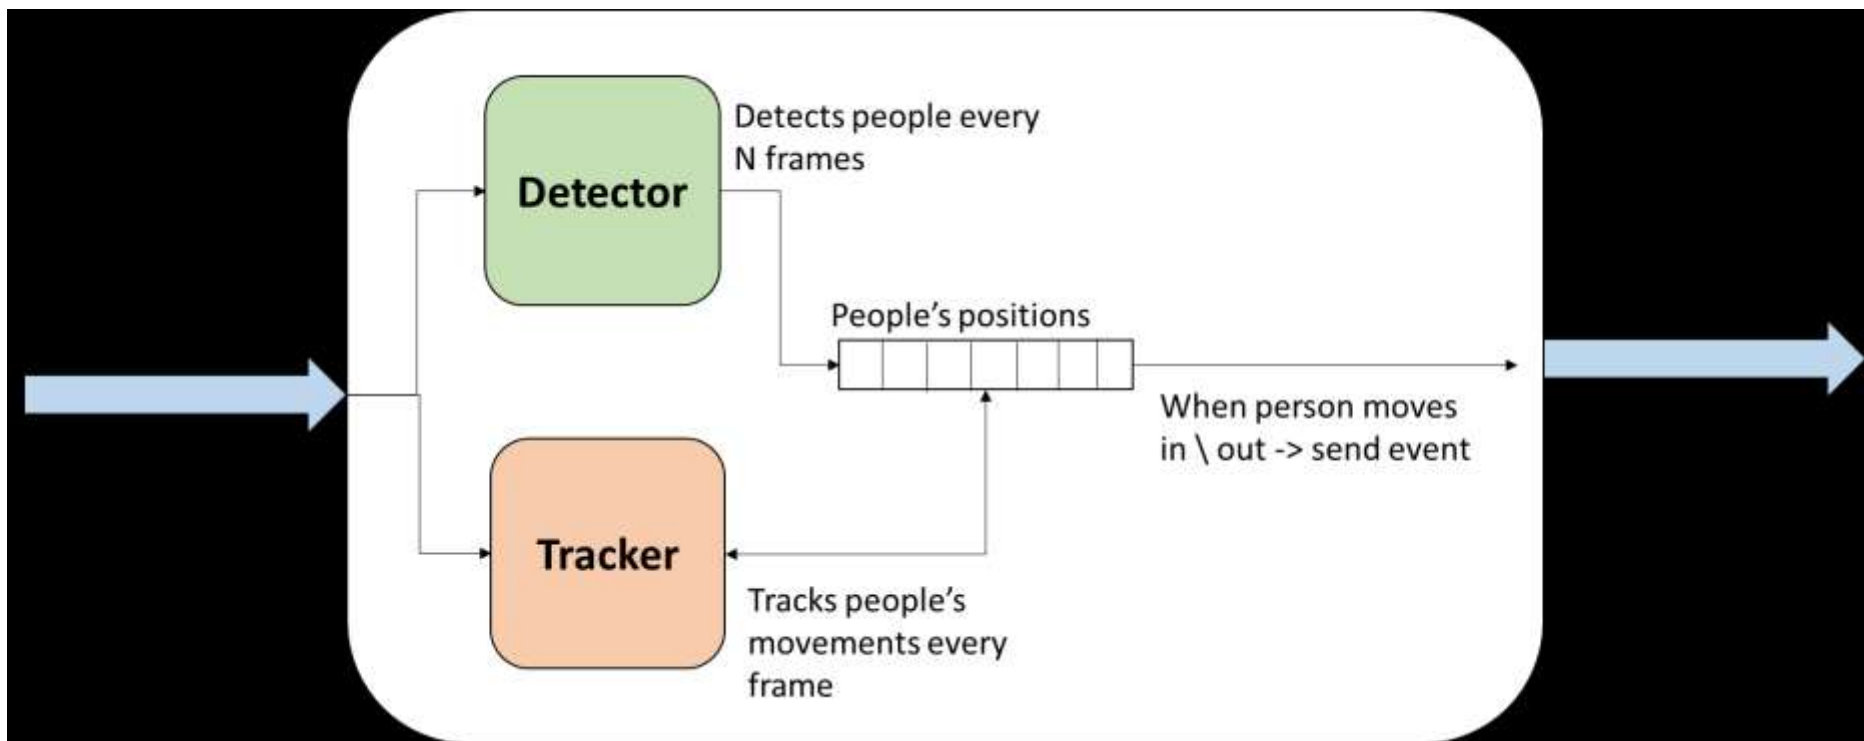 Detector
Detects people every
N frames
People’s positions
When person moves
in \ out -> send event
Tracker
Tracks people’s
movements every
frame